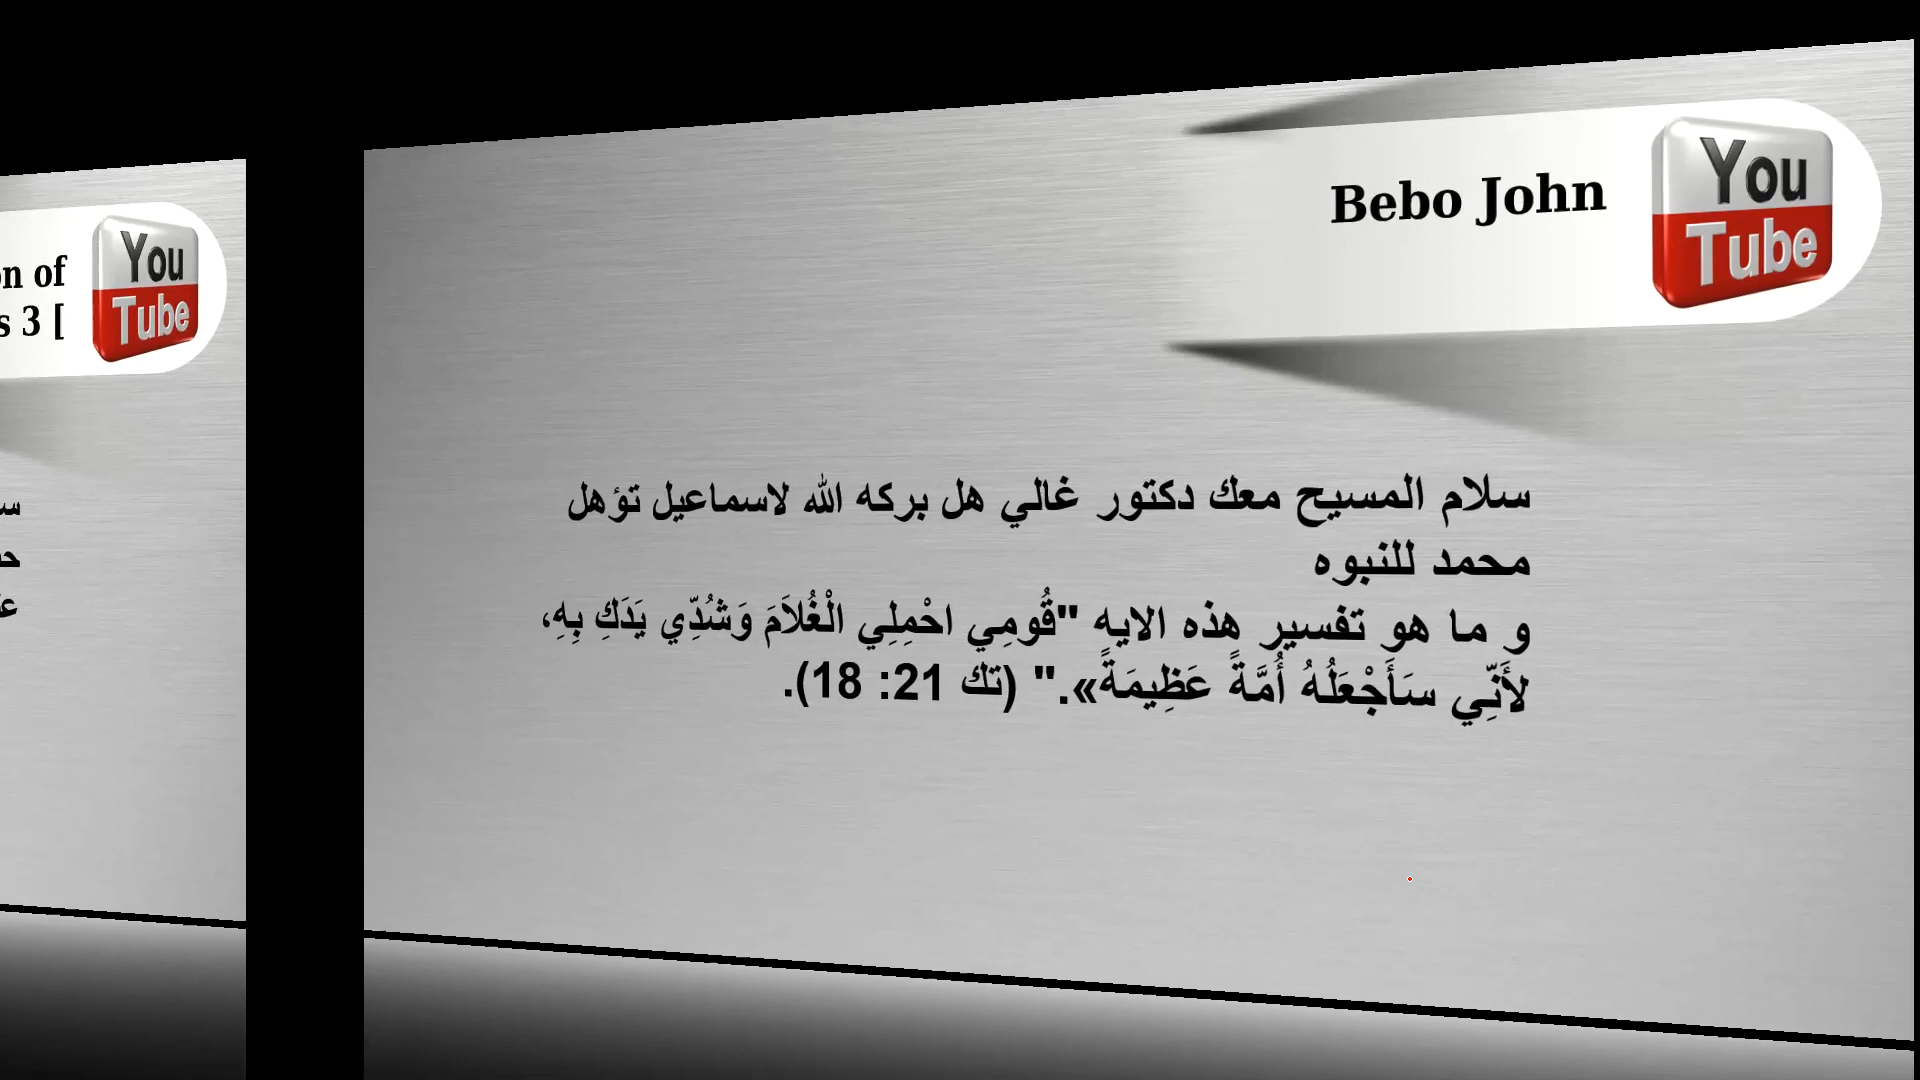 Bebo John
You
Tube
سلام المسيح معك دكتور غالي هل بركه الله لاسماعيل تؤهل
محمد للنبوه
و ما هو تفسير هذه الايه "قُومِي احْمِلِي الْغُلاَمَ وَشُدِّي يَدَكِ بِهِ،
لأَنِّي سَأَجْعَلُهُ أُمَّةً عَظِيمَةً»." (تك 21: 18).
of
3 [
You
Tube